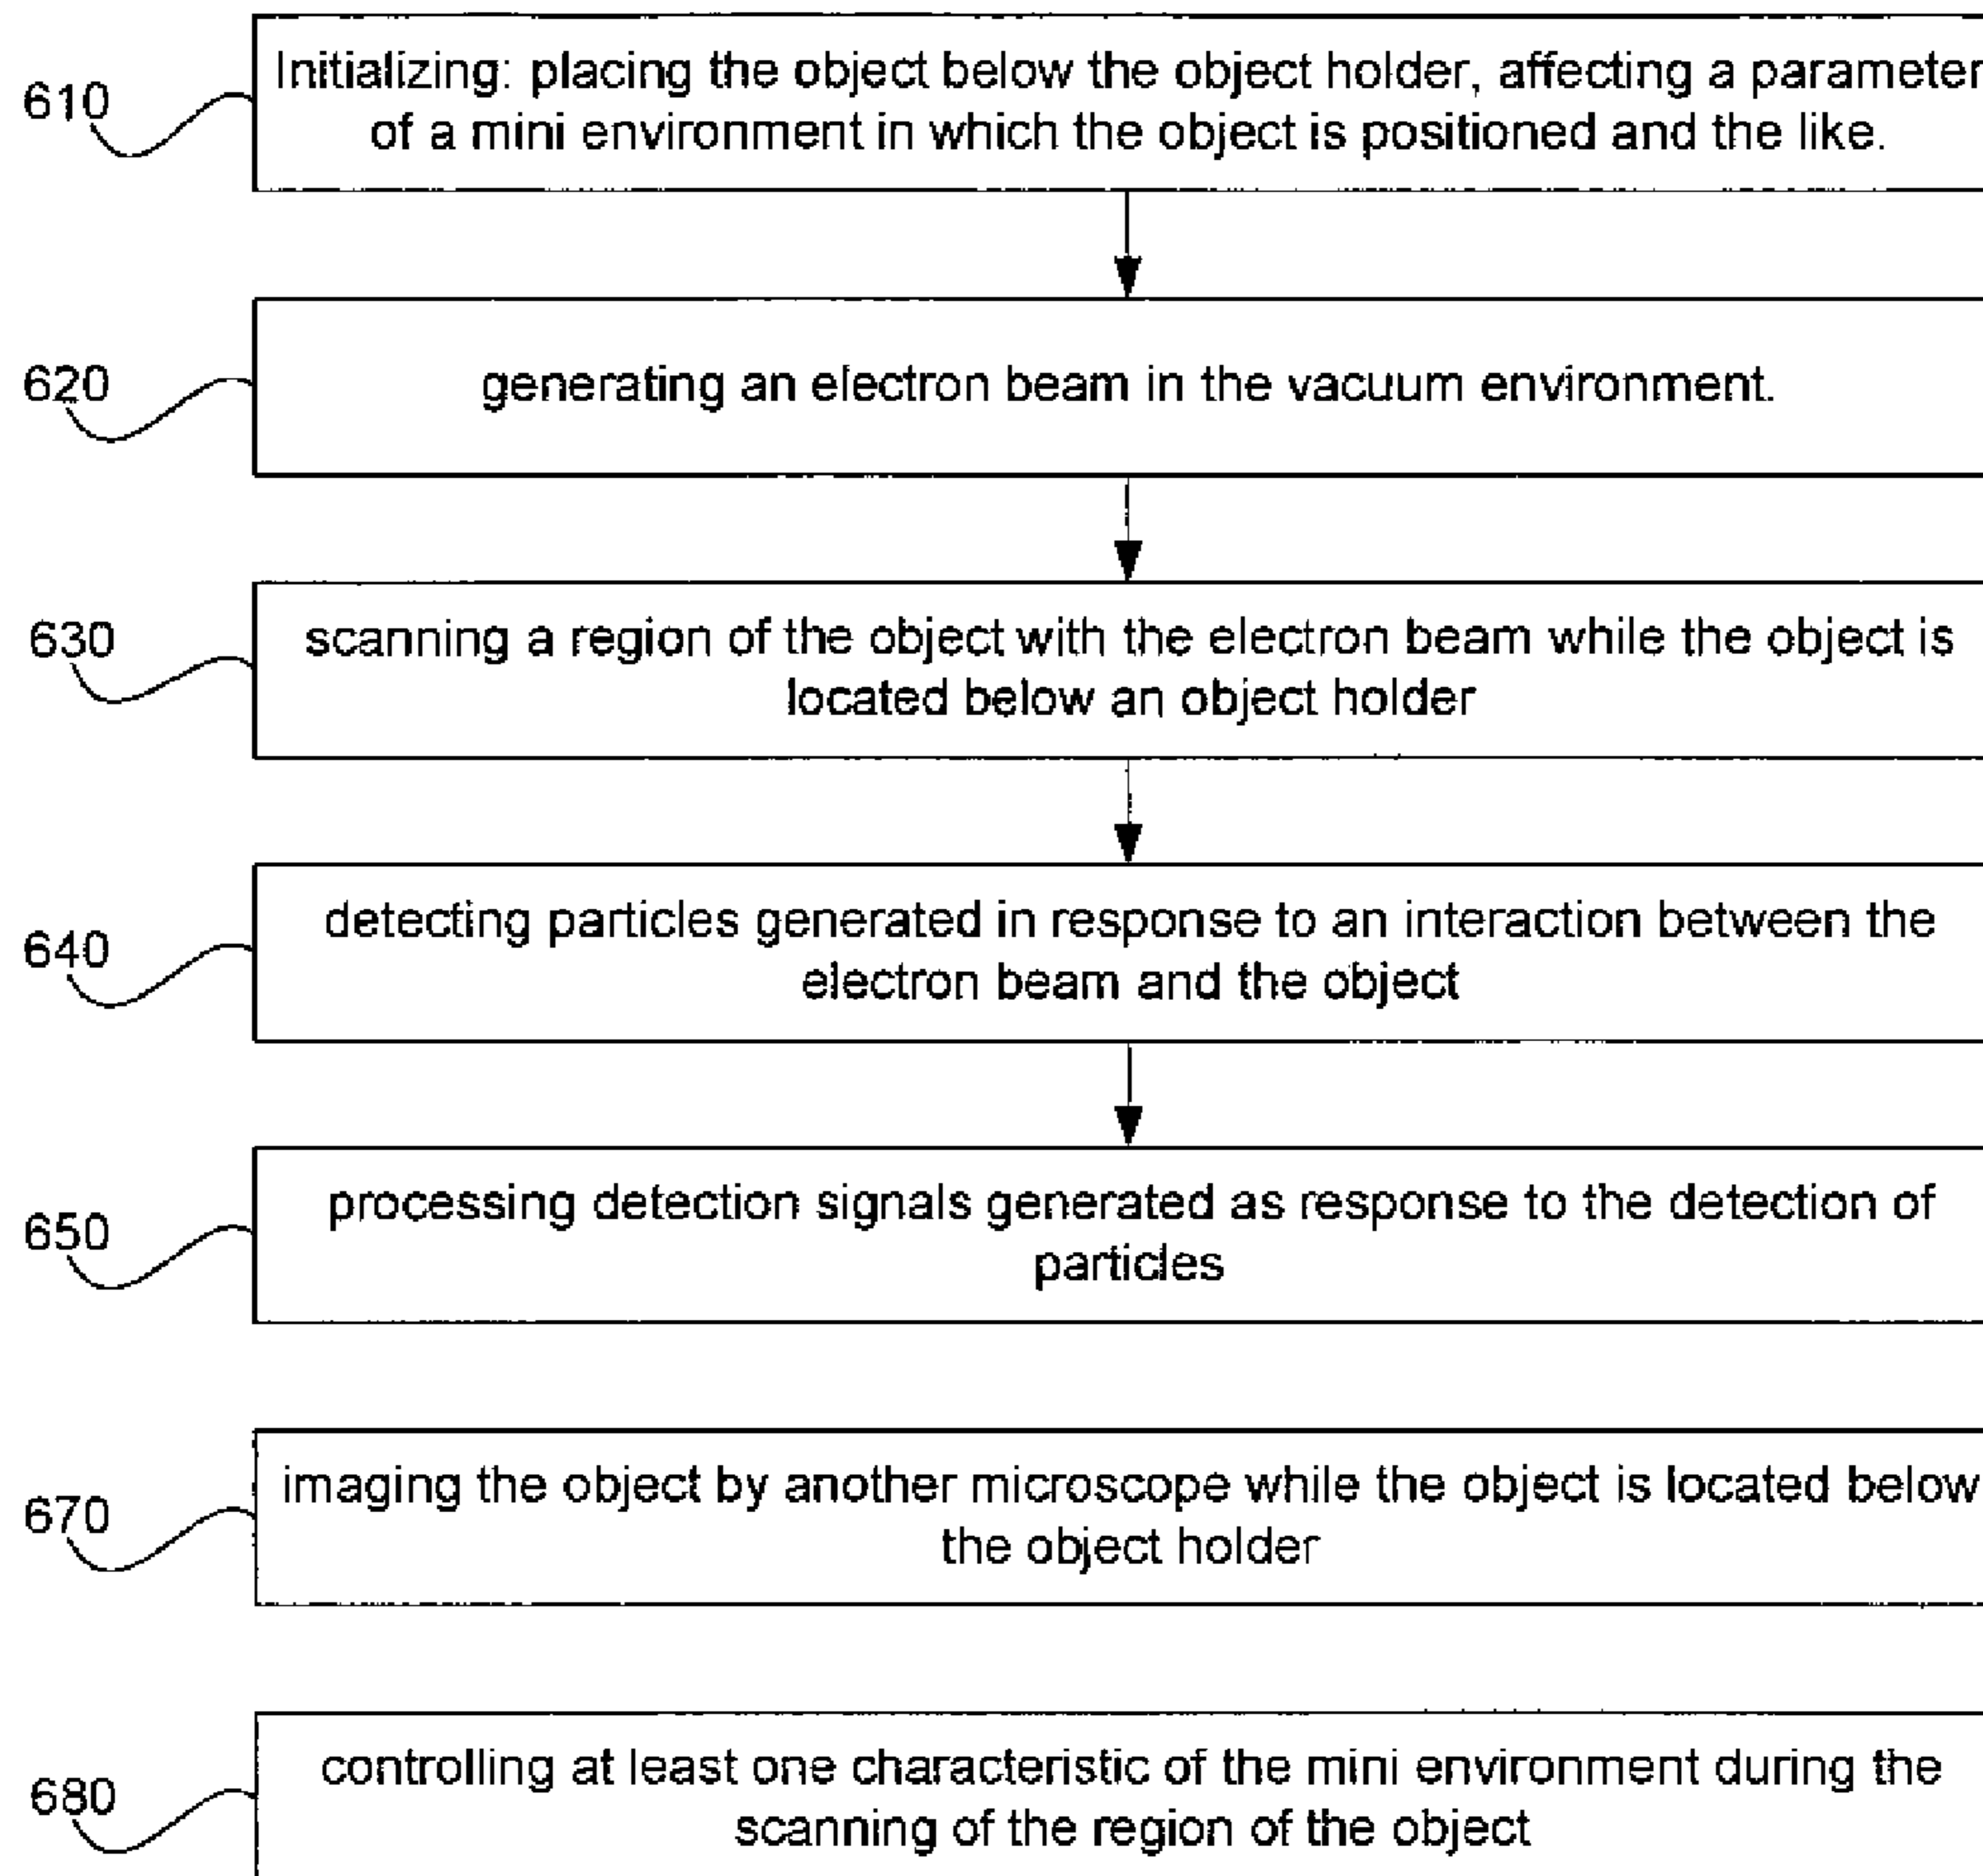 610
Initializing: placing the object below the object holder, affecting a parameter
of a mini environment in which the object is positioned and the like.
620
generating an electron beam in the vacuum environment.
630
scanning a region of the object with the electron beam while the object is
located below an object holder
640
detecting particles generated in response to an interaction between the
electron beam and the object
650
processing detection signals generated as response to the detection of
particles
670
imaging the object by another microscope while the object is located below
the object holder
680
controlling at least one characteristic of the mini environment during the
scanning of the region of the object